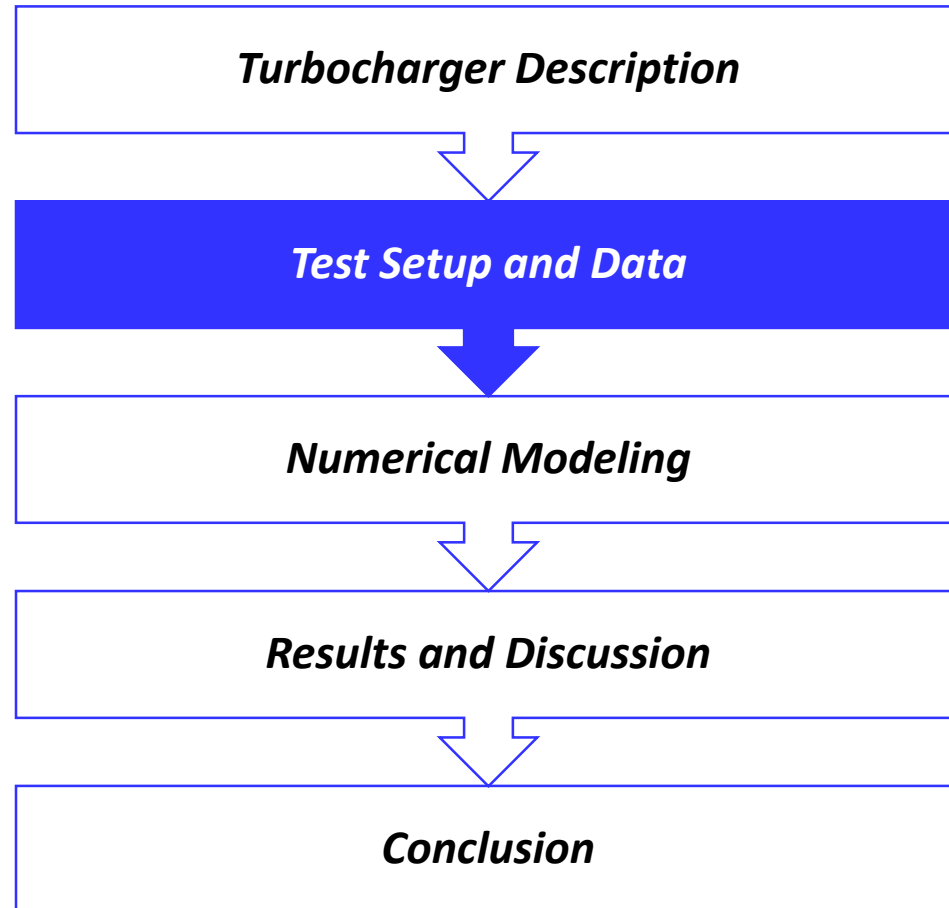 Turbocharger Description
Test Setup and Data
Numerical Modeling
Results and Discussion
Conclusion